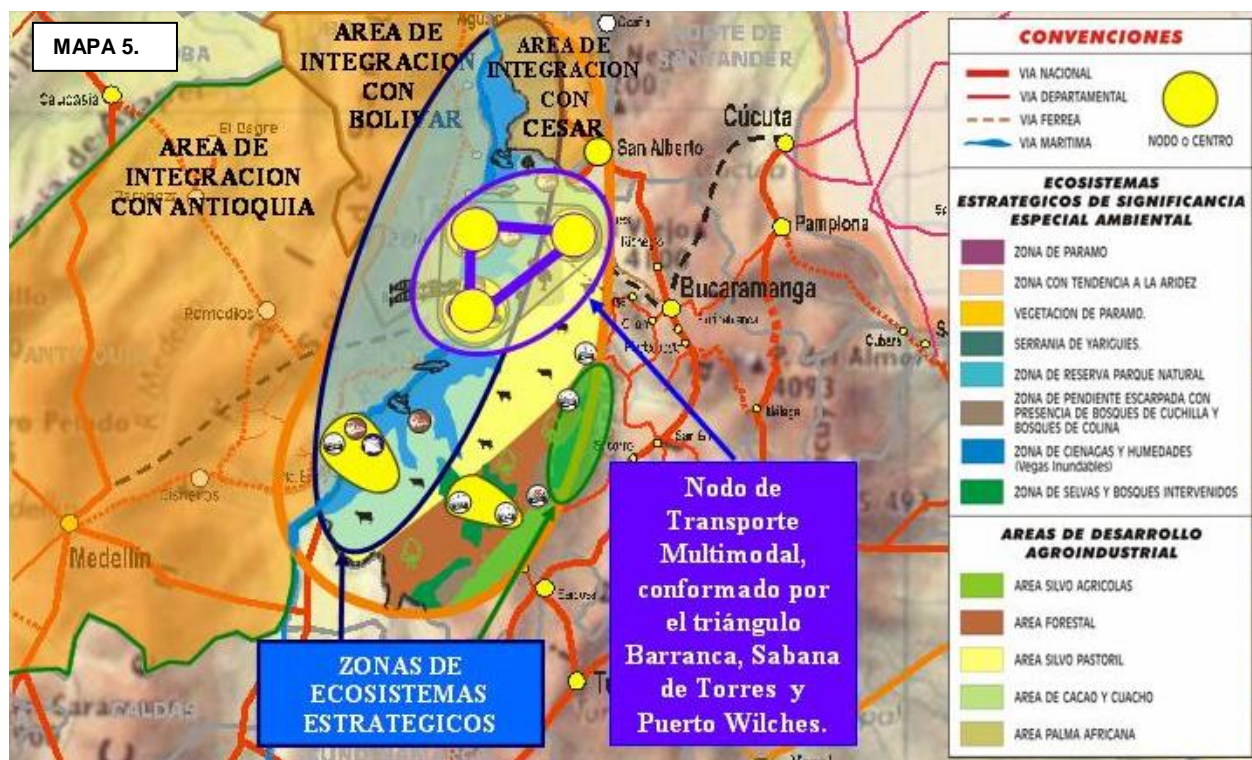 MAPA 5.
AREA DE
INTEGRACION
CON
BOLIVAR
AREA DE
INTEGRACION
CON
CESAR
AREA DE
INTEGRACION
CON ANTIOQUIA
Caucasia
El Bagre
Remedios
Cisneros
Medellin
ANTIOQUIA
CALDAS
SANTANDER
San Alberto
Cúcuta
Pamplona
Bucaramanga
4093
ZONAS DE
ECOSISTEMAS
ESTRATEGICOS
Nodo de
Transporte
Multimodal,
conformado por
el triángulo
Barranca, Sabana
de Torres y
Puerto Wilches.
CONVENCIONES
VIA NACIONAL
VIA DEPARTAMENTAL
VIA FERREA
VIA MARITIMA
NODO o CENTRO
ECOSISTEMAS
ESTRATEGICOS DE SIGNIFICANCIA
ESPECIAL AMBIENTAL
ZONA DE PARAMO
ZONA CON TENDENCIA A LA ARIDEZ
VEGETACION DE PARAMO.
SERRANIA DE YARIGUIES.
ZONA DE RESERVA PARQUE NATURAL
ZONA DE PENDIENTE ESCARPADA CON
PRESENCIA DE BOSQUES DE CUCHILLA Y
BOSQUES DE COLINA
ZONA DE CIENAGAS Y HUMEDADES
(Vegas Inundables)
ZONA DE SELVAS Y BOSQUES INTERVENIDOS
AREAS DE DESARROLLO
AGROINDUSTRIAL
AREA SILVO AGRICOLAS
AREA FORESTAL
AREA SILVO PASTORIL
AREA DE CACAO Y CUACHO
AREA PALMA AFRICANA